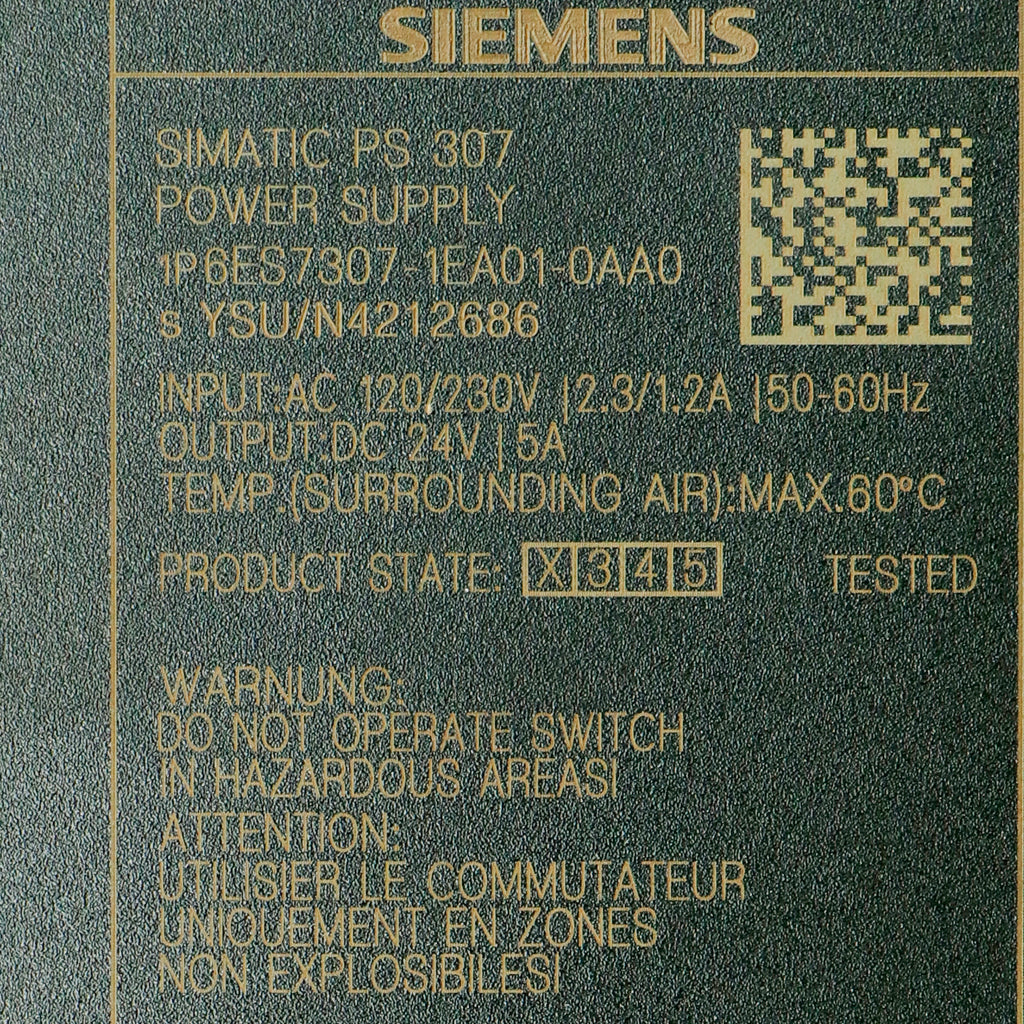 SIEMENS
SIMATIC PS 307
POWER SUPPLY
1P 6ES7307-1EA01-0AA0
S YSU/N4212686
INPUT:AC 120/230V |2.3/1.2A |50-60Hz
OUTPUT:DC 24V |5A
TEMP.(SURROUNDING AIR):MAX.60°C
PRODUCT STATE: X 3 4 5 TESTED
WARNUNG:
DO NOT OPERATE SWITCH
IN HAZARDOUS AREAS!
ATTENTION:
UTILISIER LE COMMUTATEUR
UNIQUEMENT EN ZONES
NON EXPLOSIBILES!